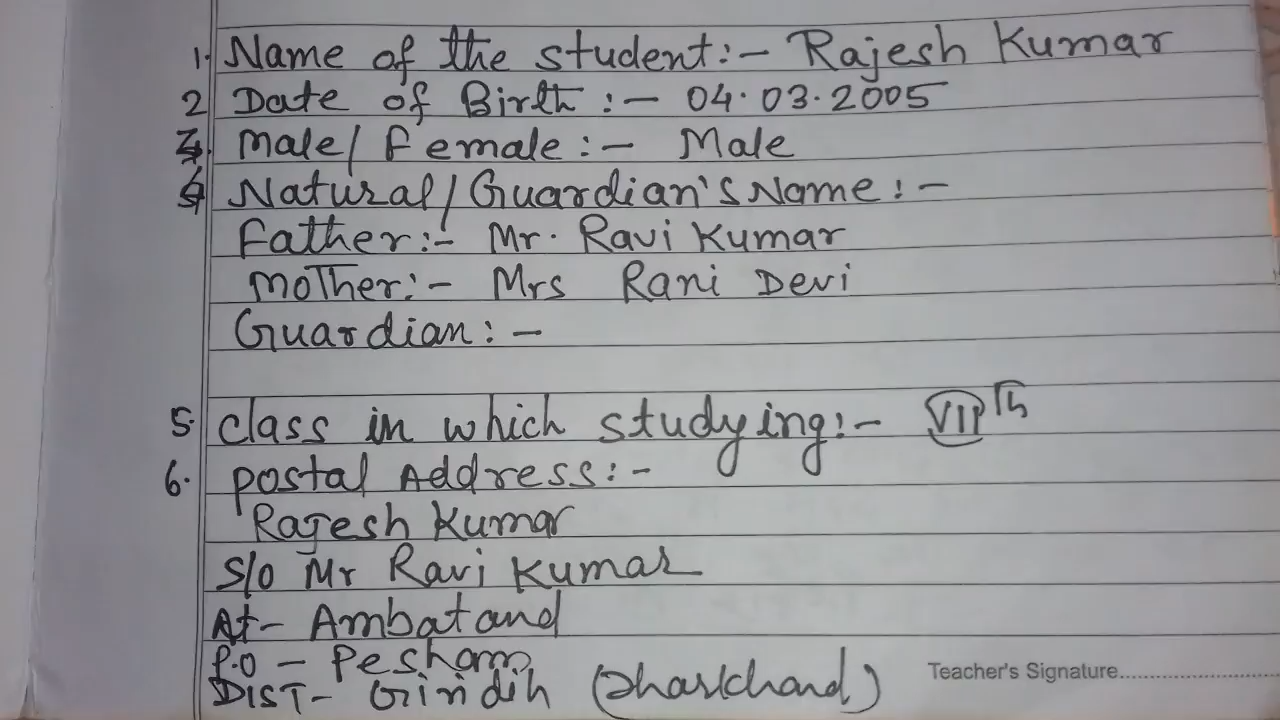 1. Name of the student:- Rajesh Kumar
2 Date of Birth :- 04.03.2005
3. Male/Female:- Male
4 Natural/Guardian's Name:-
Father:- Mr. Ravi Kumar
Mother:- Mrs Rani Devi
Guardian:-
5. class in which studying:- VIIth
6. Postal Address:-
Rajesh Kumar
S/o Mr Ravi Kumar
At- Ambatand
P.O - Pesham
DIST- Giridih (Jharkhand)
Teacher's Signature....................